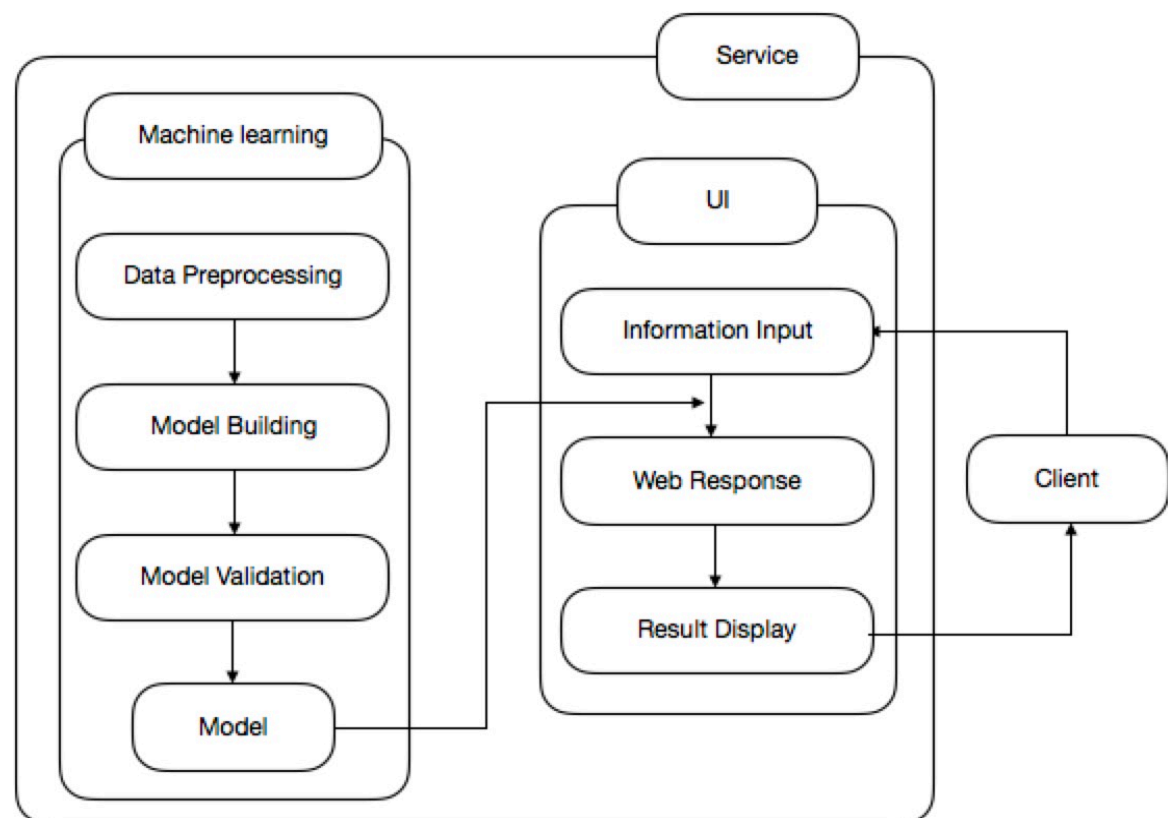 Service
Machine learning
UI
Data Preprocessing
Information Input
Model Building
Web Response
Client
Model Validation
Result Display
Model